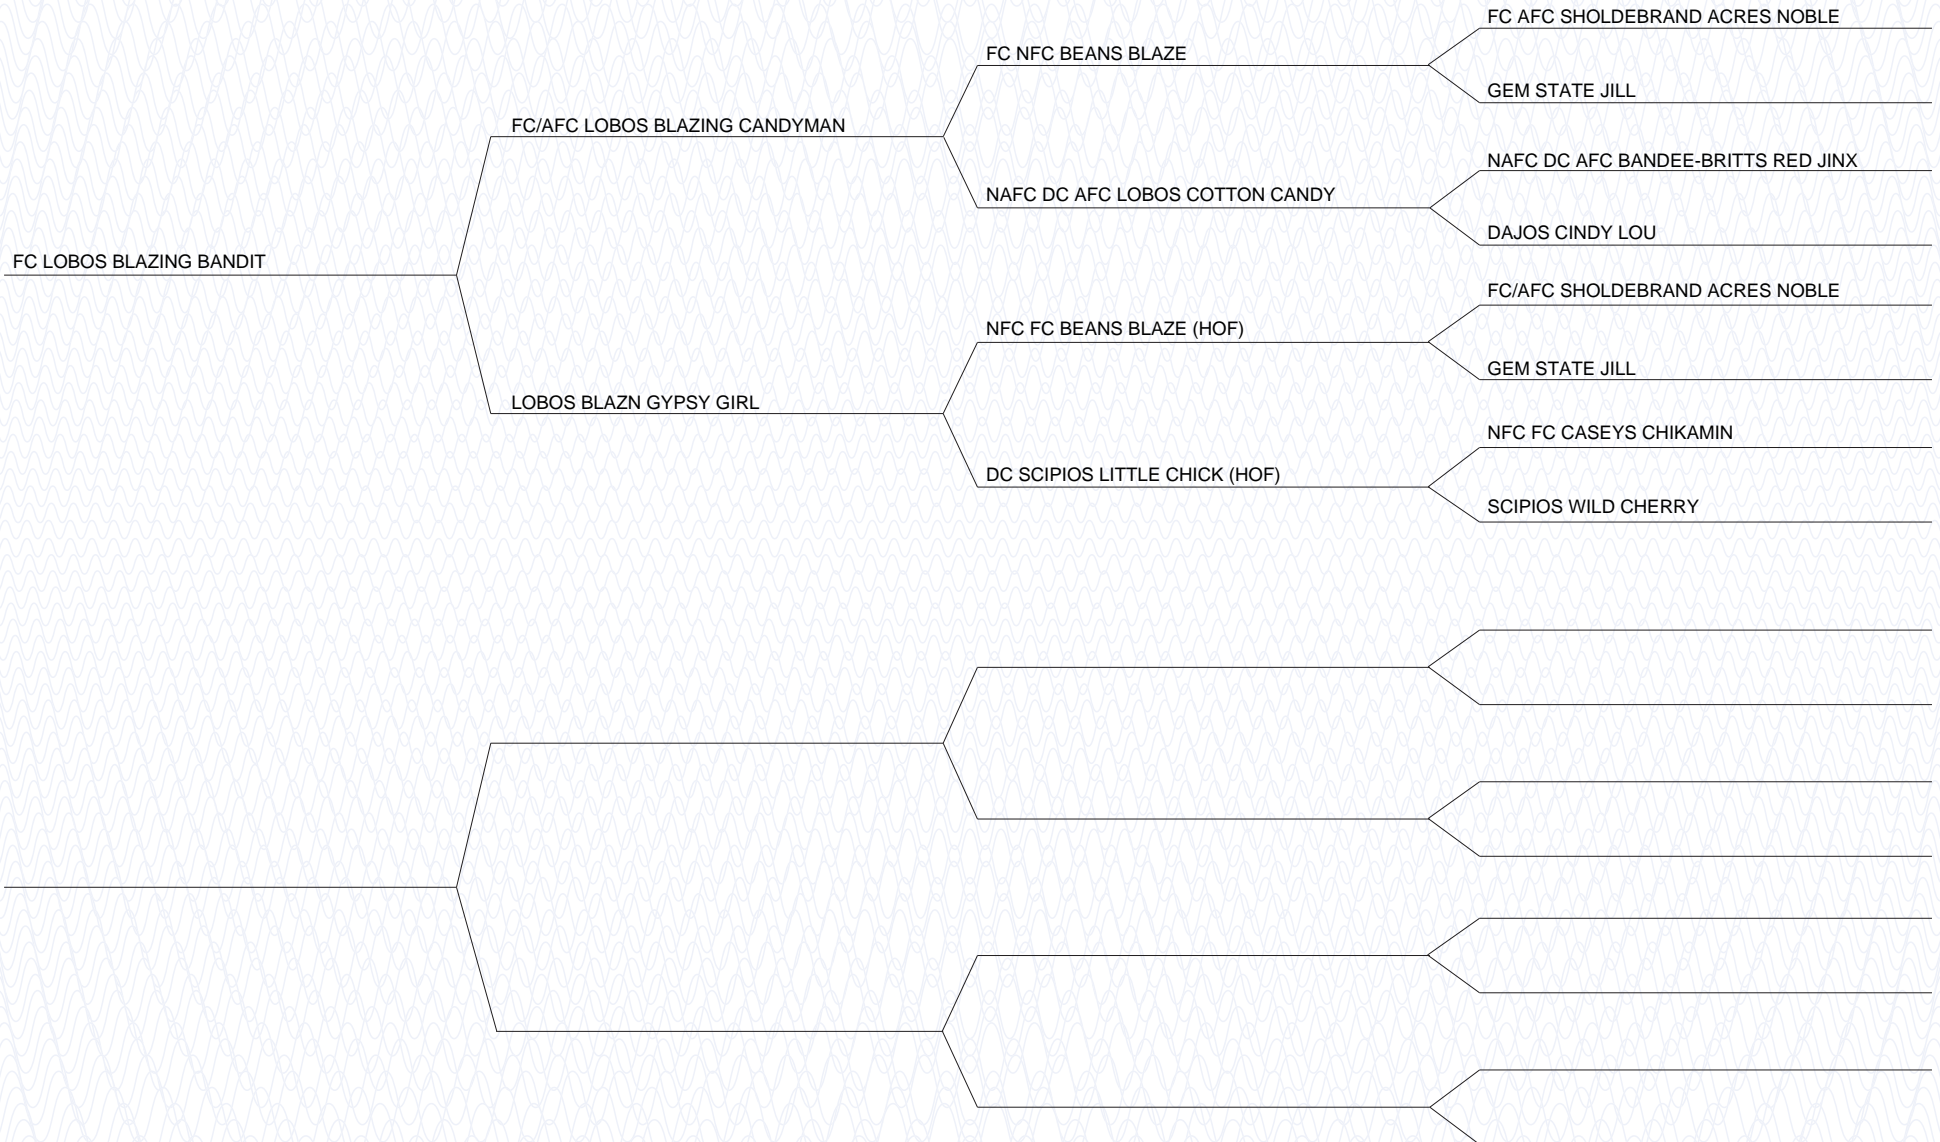 FC AFC SHOLDEBRAND ACRES NOBLE
FC NFC BEANS BLAZE
GEM STATE JILL
FC/AFC LOBOS BLAZING CANDYMAN
NAFC DC AFC BANDEE-BRITTS RED JINX
NAFC DC AFC LOBOS COTTON CANDY
DAJOS CINDY LOU
FC LOBOS BLAZING BANDIT
FC/AFC SHOLDEBRAND ACRES NOBLE
NFC FC BEANS BLAZE (HOF)
GEM STATE JILL
LOBOS BLAZN GYPSY GIRL
NFC FC CASEYS CHIKAMIN
DC SCIPIOS LITTLE CHICK (HOF)
SCIPIOS WILD CHERRY